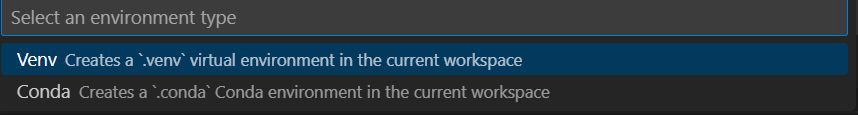 Select an environment type
Venv Creates a `.venv` virtual environment in the current workspace
Conda Creates a `.conda` Conda environment in the current workspace